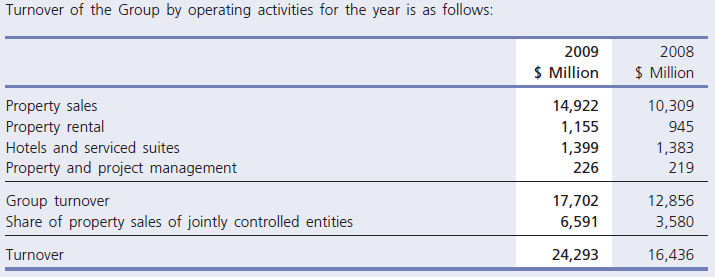 Turnover of the Group by operating activities for the year is as follows:
2009 2008
$ Million $ Million
Property sales 14,922 10,309
Property rental 1,155 945
Hotels and serviced suites 1,399 1,383
Property and project management 226 219
Group turnover 17,702 12,856
Share of property sales of jointly controlled entities 6,591 3,580
Turnover 24,293 16,436